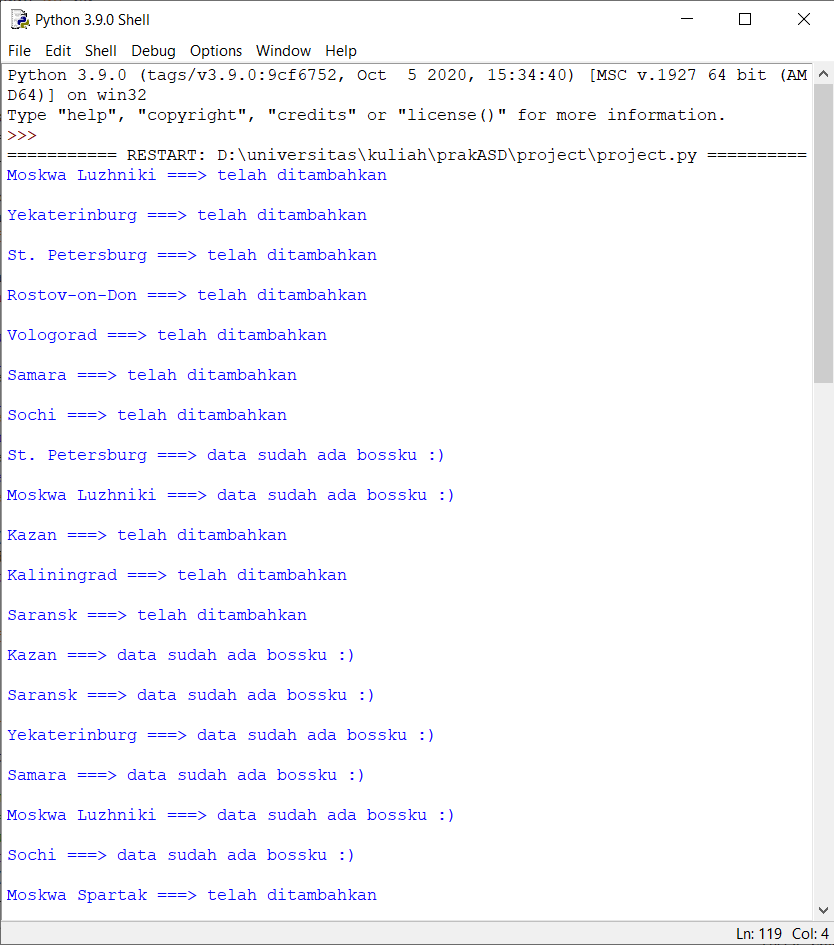 Python 3.9.0 Shell
File Edit Shell Debug Options Window Help
Python 3.9.0 (tags/v3.9.0:9cf6752, Oct  5 2020, 15:34:40) [MSC v.1927 64 bit (AM
D64)] on win32
Type "help", "copyright", "credits" or "license()" for more information.
>>>
=========== RESTART: D:\universitas\kuliah\prakASD\project\project.py ==========
Moskwa Luzhniki ===> telah ditambahkan
Yekaterinburg ===> telah ditambahkan
St. Petersburg ===> telah ditambahkan
Rostov-on-Don ===> telah ditambahkan
Vologorad ===> telah ditambahkan
Samara ===> telah ditambahkan
Sochi ===> telah ditambahkan
St. Petersburg ===> data sudah ada bossku :)
Moskwa Luzhniki ===> data sudah ada bossku :)
Kazan ===> telah ditambahkan
Kaliningrad ===> telah ditambahkan
Saransk ===> telah ditambahkan
Kazan ===> data sudah ada bossku :)
Saransk ===> data sudah ada bossku :)
Yekaterinburg ===> data sudah ada bossku :)
Samara ===> data sudah ada bossku :)
Moskwa Luzhniki ===> data sudah ada bossku :)
Sochi ===> data sudah ada bossku :)
Moskwa Spartak ===> telah ditambahkan
Ln: 119 Col: 4